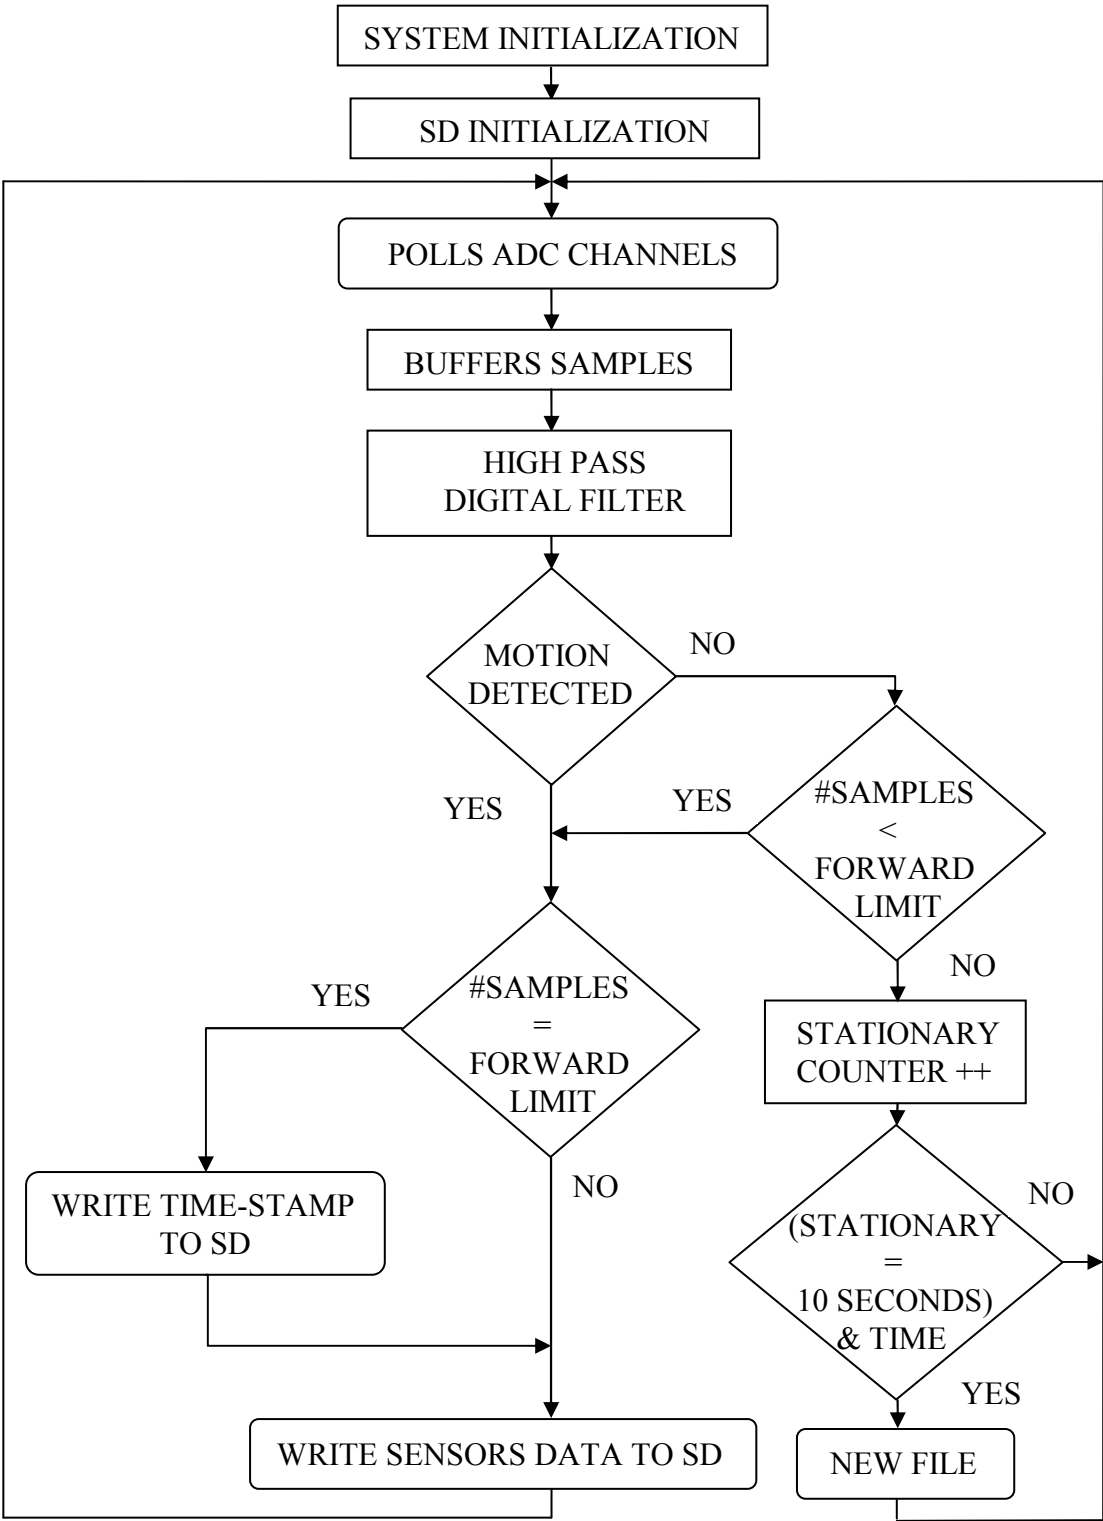 SYSTEM INITIALIZATION
SD INITIALIZATION
POLLS ADC CHANNELS
BUFFERS SAMPLES
HIGH PASS
DIGITAL FILTER
MOTION
DETECTED
NO
YES
YES
#SAMPLES
<
FORWARD
LIMIT
NO
YES
#SAMPLES
=
FORWARD
LIMIT
STATIONARY
COUNTER ++
NO
WRITE TIME-STAMP
TO SD
NO
(STATIONARY
=
10 SECONDS)
& TIME
YES
WRITE SENSORS DATA TO SD
NEW FILE